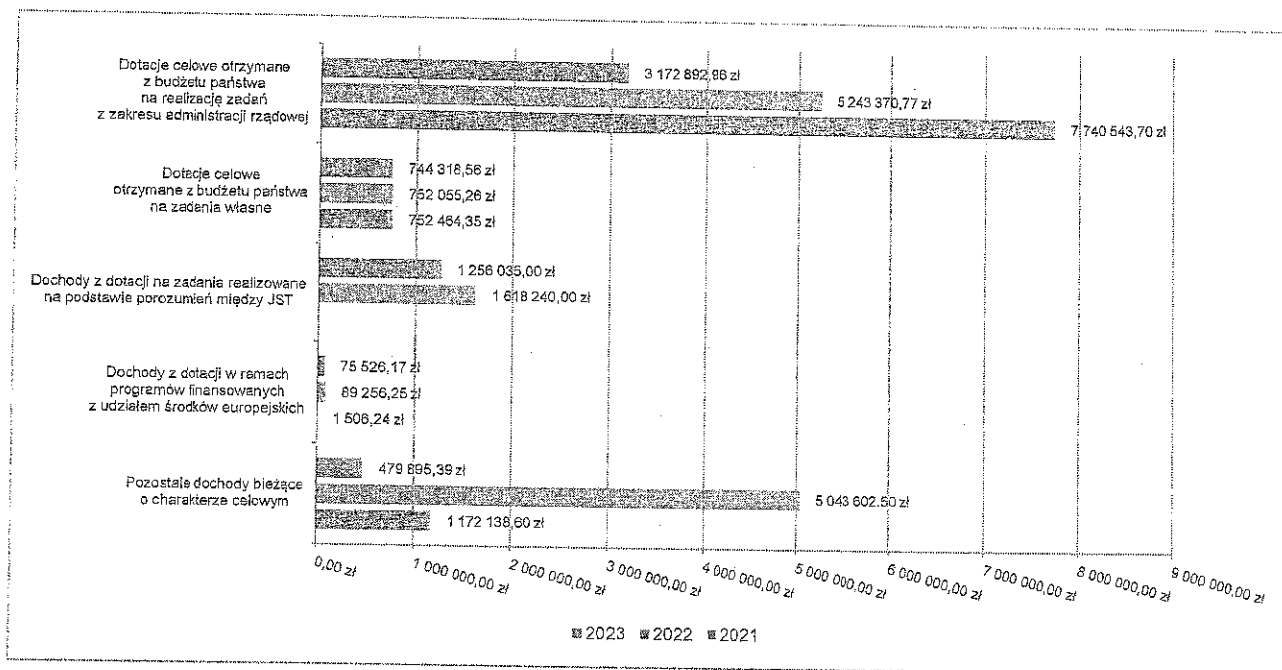 Dotacje celowe otrzymane
z budżetu państwa
na realizację zadań
z zakresu administracji rządowej
3 172 892,96 zł
5 243 370,77 zł
7 740 543,70 zł
Dotacje celowe
otrzymane z budżetu państwa
na zadania własne
744 318,56 zł
752 055,26 zł
752 464,35 zł
Dochody z dotacji na zadania realizowane
na podstawie porozumień między JST
1 256 035,00 zł
1 618 240,00 zł
Dochody z dotacji w ramach
programów finansowanych
z udziałem środków europejskich
75 526,17 zł
89 256,25 zł
1 506,24 zł
Pozostałe dochody bieżące
o charakterze celowym
479 895,39 zł
5 043 602,50 zł
1 172 138,60 zł
0,00 zł
1 000 000,00 zł
2 000 000,00 zł
3 000 000,00 zł
4 000 000,00 zł
5 000 000,00 zł
6 000 000,00 zł
7 000 000,00 zł
8 000 000,00 zł
9 000 000,00 zł
2023 2022 2021